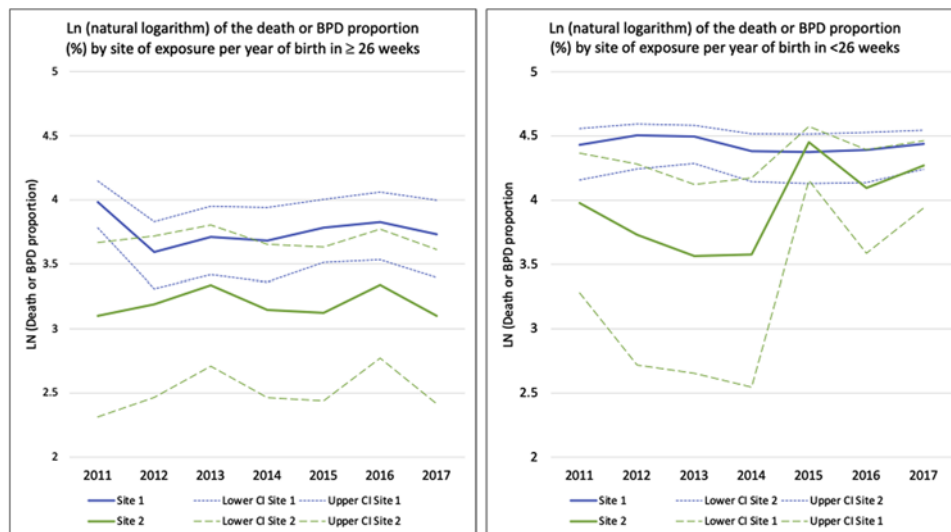 Ln (natural logarithm) of the death or BPD proportion
(%) by site of exposure per year of birth in ≥ 26 weeks
LN (Death or BPD proportion)
5
4.5
4
3.5
3
2.5
2
2011 2012 2013 2014 2015 2016 2017
Site 1 Lower CI Site 1 Upper CI Site 1
Site 2 Lower CI Site 2 Upper CI Site 2
Ln (natural logarithm) of the death or BPD proportion
(%) by site of exposure per year of birth in <26 weeks
LN (Death or BPD proportion)
5
4.5
4
3.5
3
2.5
2
2011 2012 2013 2014 2015 2016 2017
Site 1 Lower CI Site 2 Upper CI Site 2
Site 2 Lower CI Site 1 Upper CI Site 1